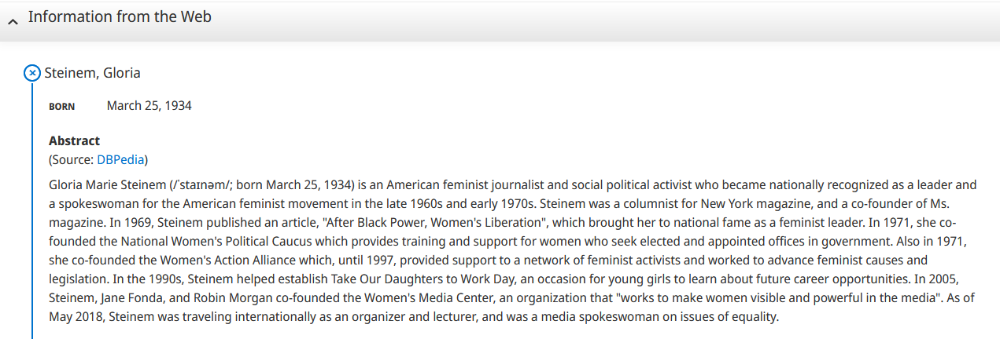 Information from the Web
Steinem, Gloria
BORN March 25, 1934
Abstract
(Source: DBPedia)
Gloria Marie Steinem (/ˈstaɪnəm/; born March 25, 1934) is an American feminist journalist and social political activist who became nationally recognized as a leader and
a spokeswoman for the American feminist movement in the late 1960s and early 1970s. Steinem was a columnist for New York magazine, and a co-founder of Ms.
magazine. In 1969, Steinem published an article, "After Black Power, Women's Liberation", which brought her to national fame as a feminist leader. In 1971, she co-
founded the National Women's Political Caucus which provides training and support for women who seek elected and appointed offices in government. Also in 1971,
she co-founded the Women's Action Alliance which, until 1997, provided support to a network of feminist activists and worked to advance feminist causes and
legislation. In the 1990s, Steinem helped establish Take Our Daughters to Work Day, an occasion for young girls to learn about future career opportunities. In 2005,
Steinem, Jane Fonda, and Robin Morgan co-founded the Women's Media Center, an organization that "works to make women visible and powerful in the media". As of
May 2018, Steinem was traveling internationally as an organizer and lecturer, and was a media spokeswoman on issues of equality.